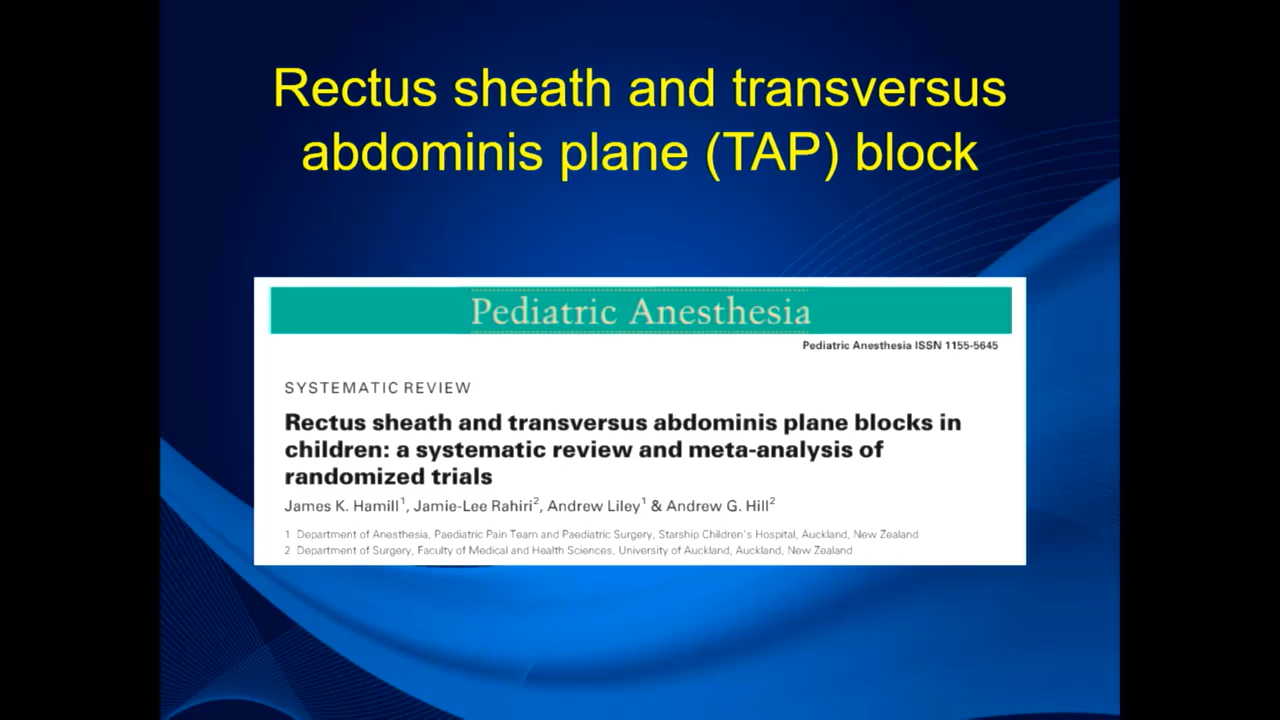 Rectus sheath and transversus
abdominis plane (TAP) block
Pediatric Anesthesia
Pediatric Anesthesia ISSN 1155-5645
SYSTEMATIC REVIEW
Rectus sheath and transversus abdominis plane blocks in
children: a systematic review and meta-analysis of
randomized trials
James K. Hamill¹, Jamie-Lee Rahiri², Andrew Liley¹ & Andrew G. Hill²
1 Department of Anesthesia, Paediatric Pain Team and Paediatric Surgery, Starship Children's Hospital, Auckland, New Zealand
2 Department of Surgery, Faculty of Medical and Health Sciences, University of Auckland, Auckland, New Zealand